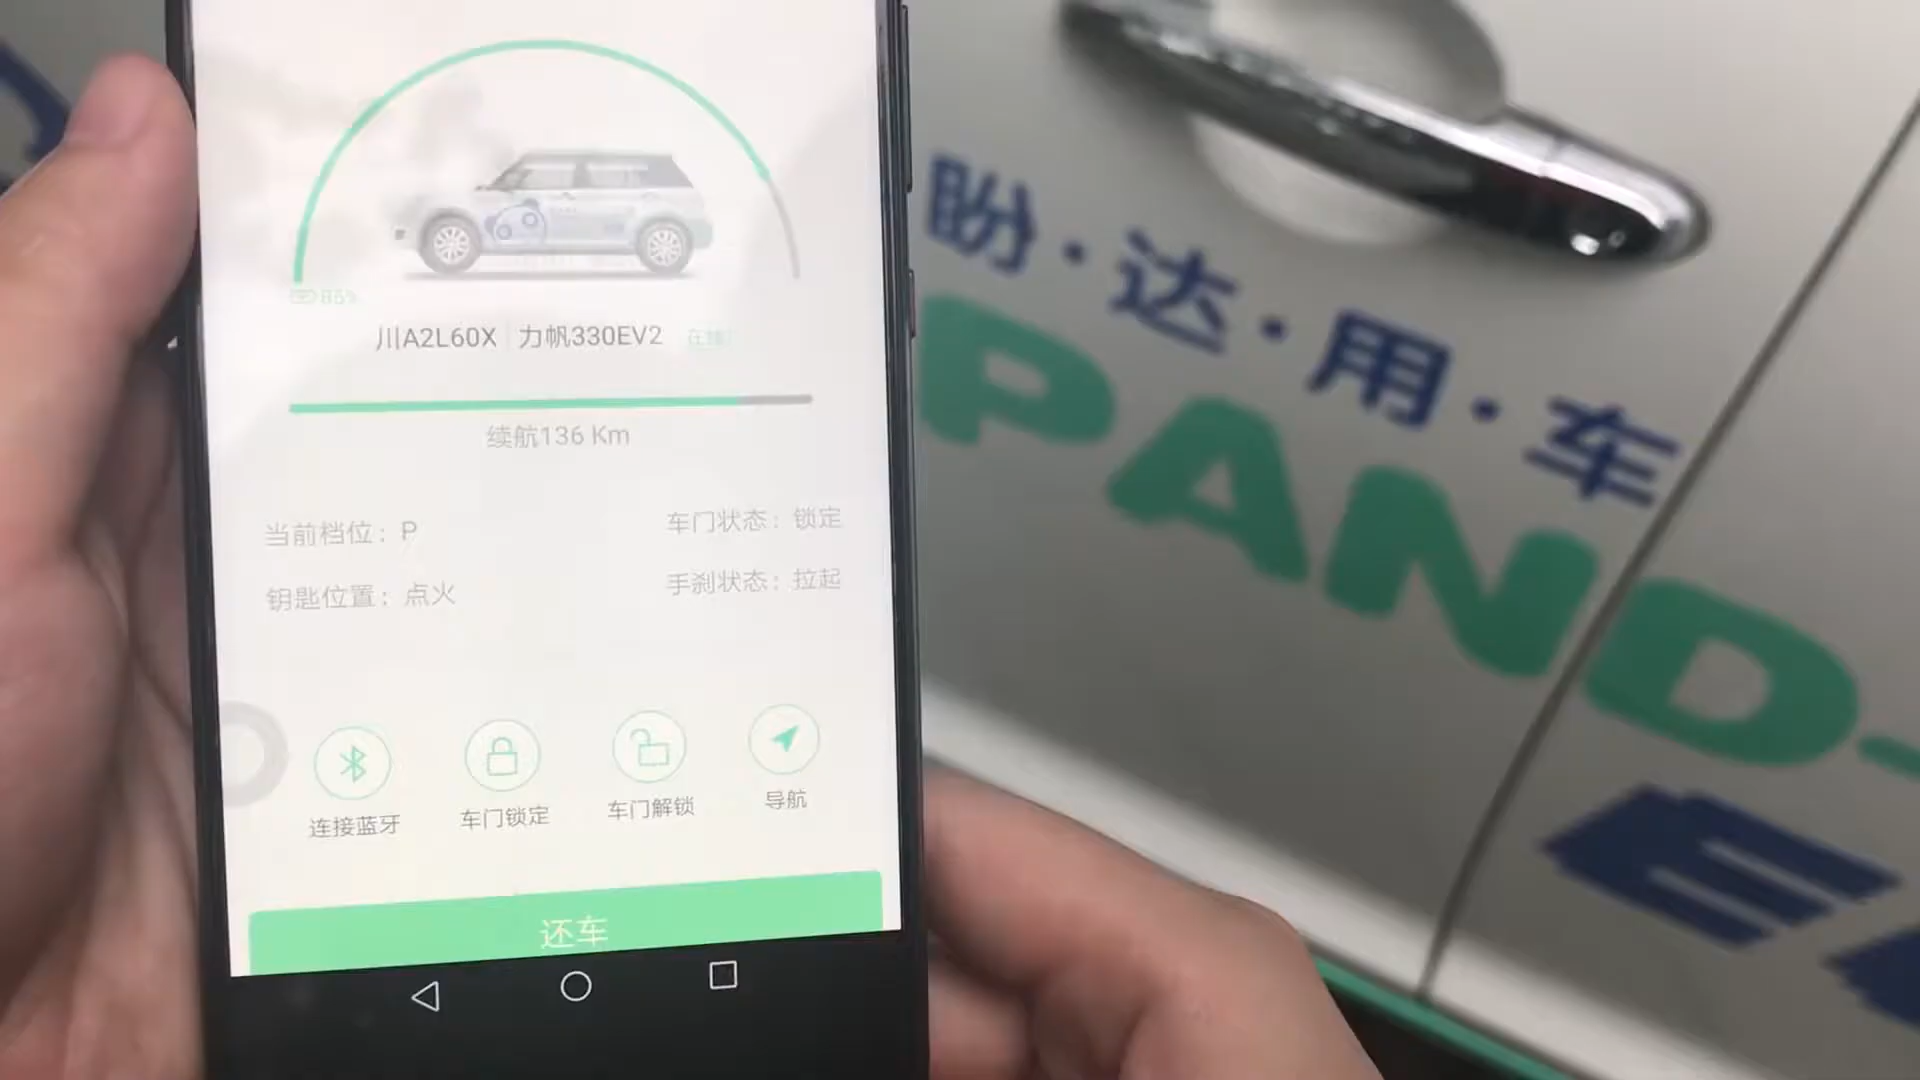 85%
川A2L60X 力帆330EV2 在线
续航136 Km
当前档位：P
车门状态：锁定
钥匙位置：点火
手刹状态：拉起
连接蓝牙
车门锁定
车门解锁
导航
还车
盼·达·用·车
PAND